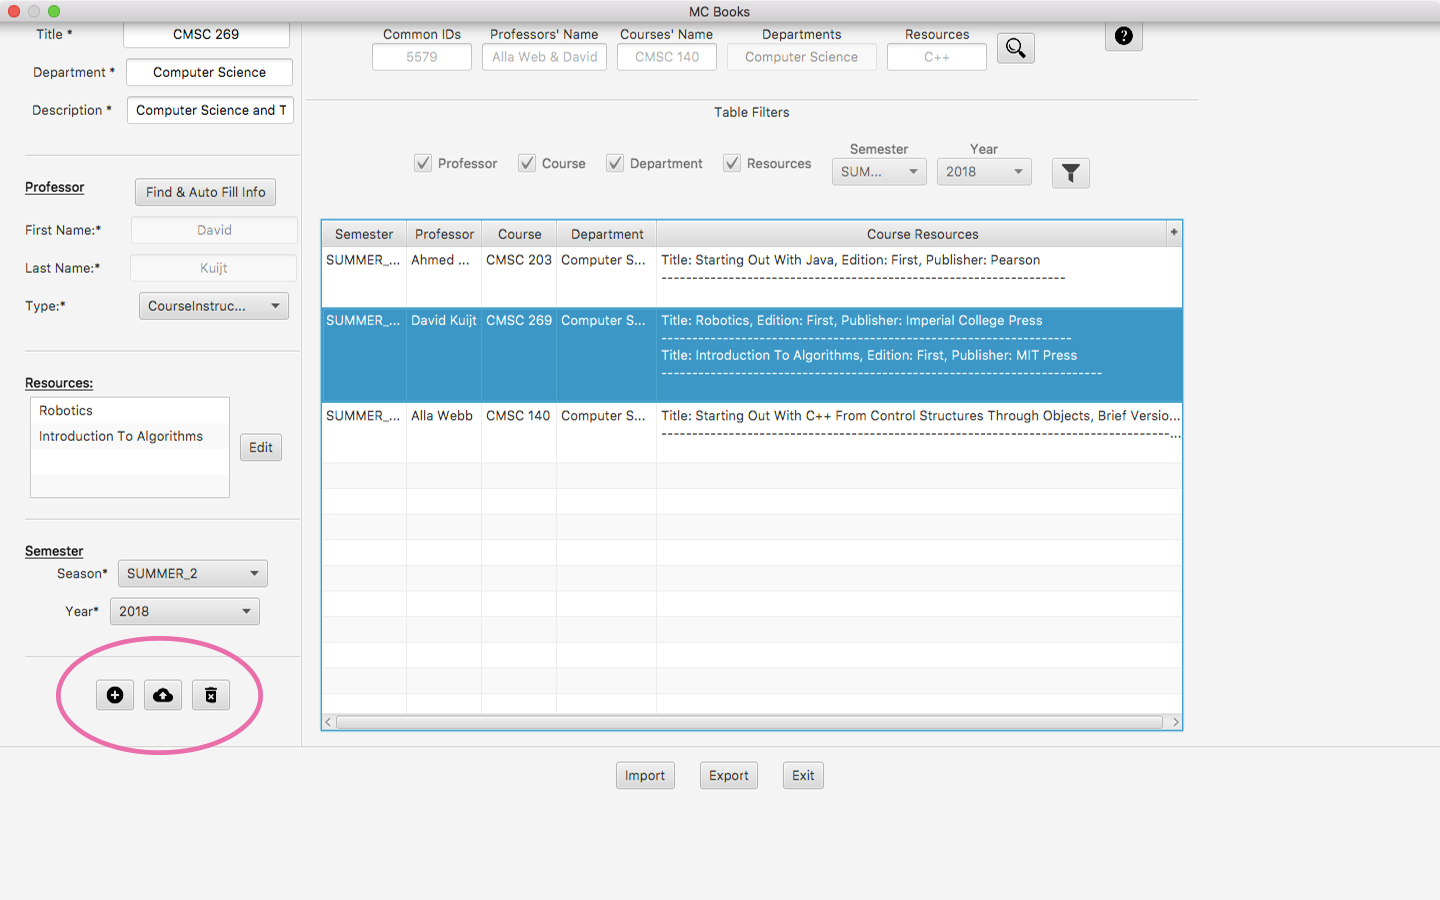 MC Books
Title *
CMSC 269
Department *
Computer Science
Description *
Computer Science and T
Common IDs
Professors' Name
Courses' Name
Departments
Resources
5579
Alla Web & David
CMSC 140
Computer Science
C++
?
Table Filters
Professor
Course
Department
Resources
Semester
SUM...
Year
2018
Professor
Find & Auto Fill Info
First Name:*
David
Last Name:*
Kuijt
Type:*
CourseInstruc...
Resources:
Robotics
Introduction To Algorithms
Edit
Semester
Season*
SUMMER_2
Year*
2018
Semester Professor Course Department Course Resources +
SUMMER_... Ahmed ... CMSC 203 Computer S... Title: Starting Out With Java, Edition: First, Publisher: Pearson
------------------------------------------------------------------
SUMMER_... David Kuijt CMSC 269 Computer S... Title: Robotics, Edition: First, Publisher: Imperial College Press
-------------------------------------------------------------------
Title: Introduction To Algorithms, Edition: First, Publisher: MIT Press
------------------------------------------------------------------------
SUMMER_... Alla Webb CMSC 140 Computer S... Title: Starting Out With C++ From Control Structures Through Objects, Brief Versio...
-----------------------------------------------------------------------------------...
Import
Export
Exit